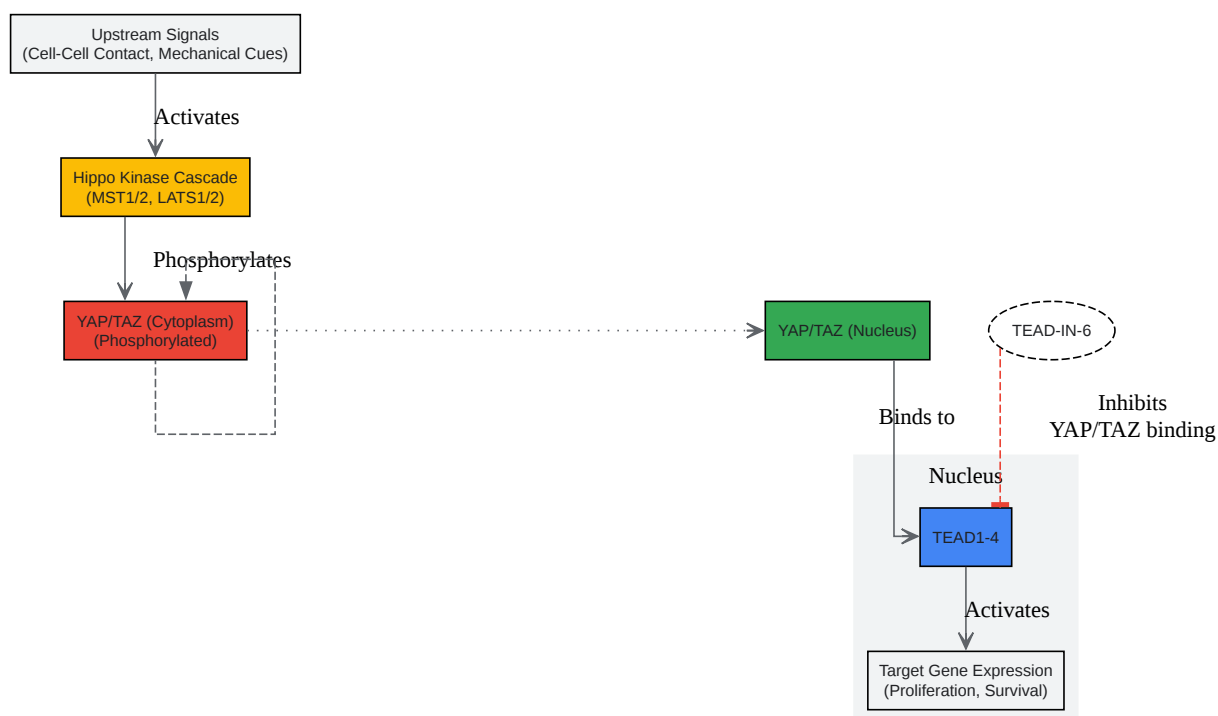 Upstream Signals
(Cell-Cell Contact, Mechanical Cues)
Activates
Hippo Kinase Cascade
(MST1/2, LATS1/2)
Phosphorylates
YAP/TAZ (Cytoplasm)
(Phosphorylated)
YAP/TAZ (Nucleus)
TEAD-IN-6
Binds to
Inhibits
YAP/TAZ binding
Nucleus
TEAD1-4
Activates
Target Gene Expression
(Proliferation, Survival)